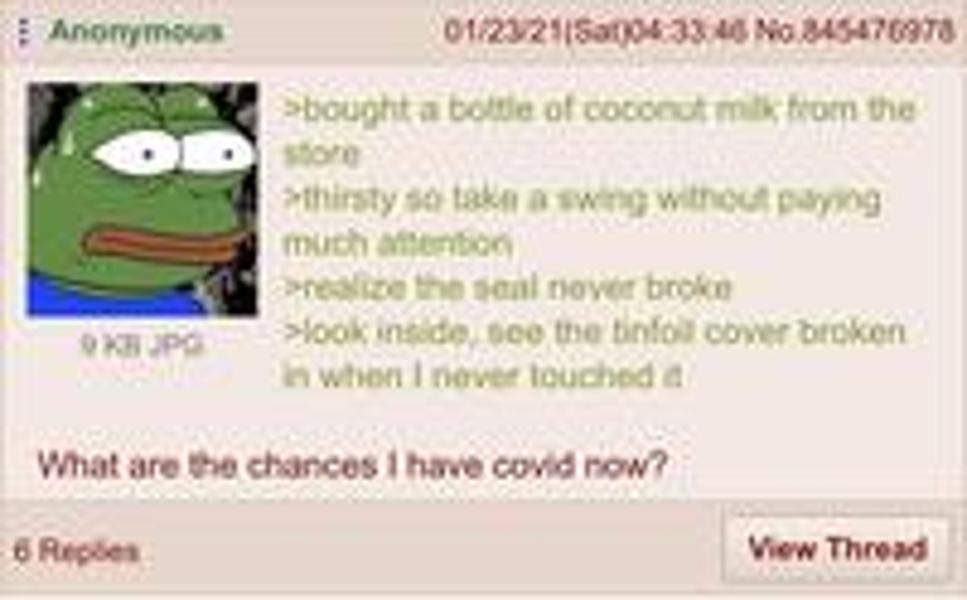 Anonymous 01/23/21(Sat)04:33:46 No.845476978
>bought a bottle of coconut milk from the
store
>thirsty so take a swing without paying
much attention
>realize the seal never broke
>look inside, see the tinfoil cover broken
in when I never touched it
9 KB JPG
What are the chances I have covid now?
6 Replies
View Thread